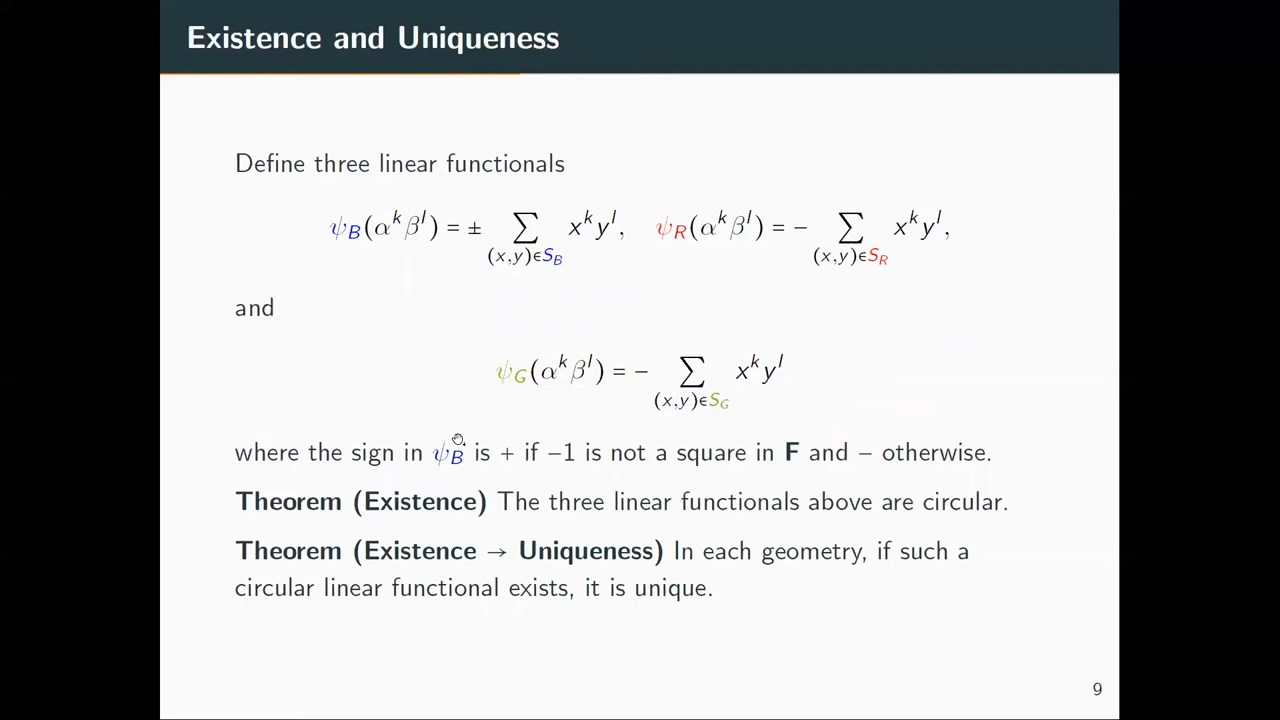 Existence and Uniqueness
Define three linear functionals
ψ_B(α^k β^l) = ± ∑_{(x,y)∈S_B} x^k y^l, ψ_R(α^k β^l) = − ∑_{(x,y)∈S_R} x^k y^l,
and
ψ_G(α^k β^l) = − ∑_{(x,y)∈S_G} x^k y^l
where the sign in ψ_B is + if −1 is not a square in F and − otherwise.
Theorem (Existence) The three linear functionals above are circular.
Theorem (Existence → Uniqueness) In each geometry, if such a
circular linear functional exists, it is unique.
9